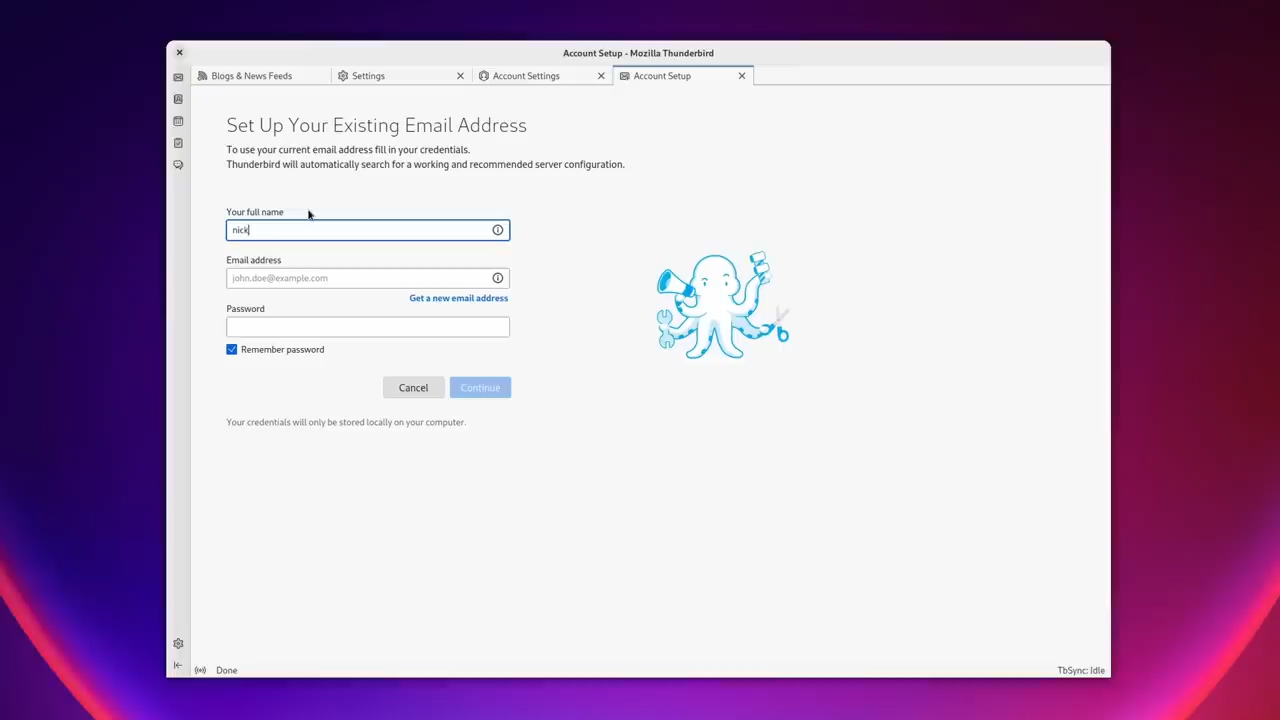 Account Setup - Mozilla Thunderbird
Blogs & News Feeds
Settings
Account Settings
Account Setup
Set Up Your Existing Email Address
To use your current email address fill in your credentials.
Thunderbird will automatically search for a working and recommended server configuration.
Your full name
nick
Email address
john.doe@example.com
Get a new email address
Password
Remember password
Cancel
Continue
Your credentials will only be stored locally on your computer.
Done
TbSync: Idle